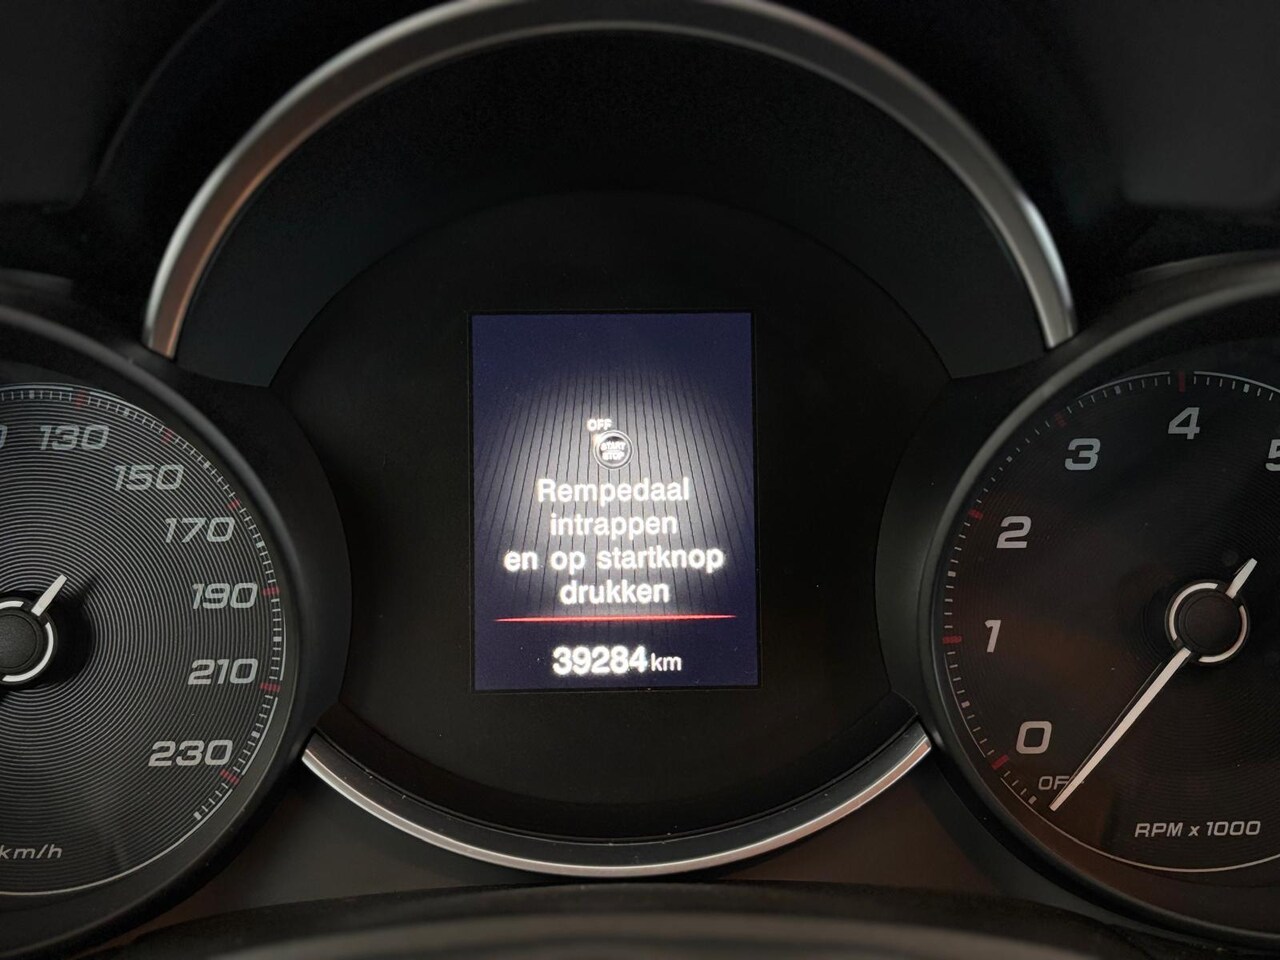 130
150
170
190
210
230
km/h
OFF
START
STOP
Rempedaal
intrappen
en op startknop
drukken
39284 km
0
1
2
3
4
5
RPM x 1000